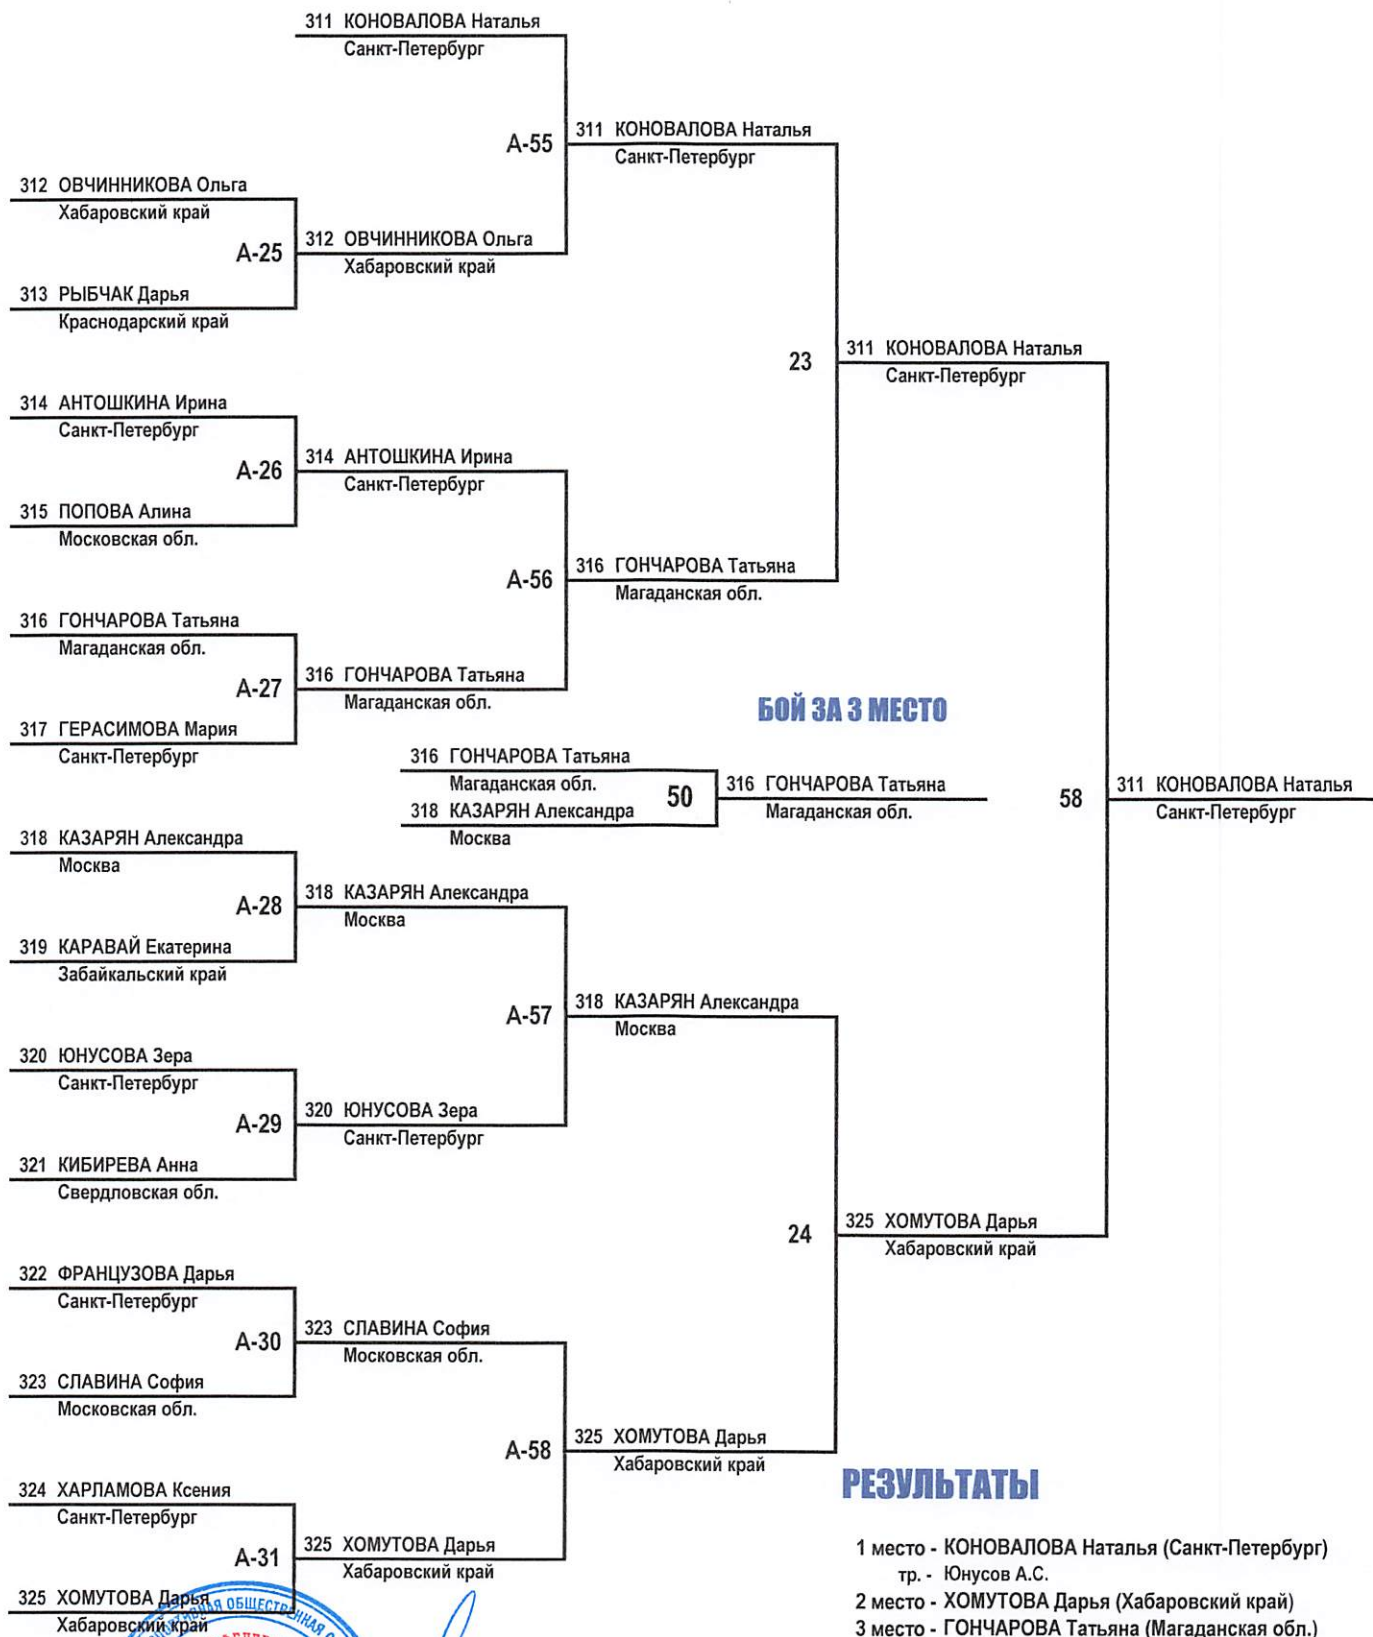 311 КОНОВАЛОВА Наталья
Санкт-Петербург
А-55
311 КОНОВАЛОВА Наталья
Санкт-Петербург
312 ОВЧИННИКОВА Ольга
Хабаровский край
А-25
312 ОВЧИННИКОВА Ольга
Хабаровский край
313 РЫБЧАК Дарья
Краснодарский край
23
311 КОНОВАЛОВА Наталья
Санкт-Петербург
314 АНТОШКИНА Ирина
Санкт-Петербург
А-26
314 АНТОШКИНА Ирина
Санкт-Петербург
315 ПОПОВА Алина
Московская обл.
А-56
316 ГОНЧАРОВА Татьяна
Магаданская обл.
316 ГОНЧАРОВА Татьяна
Магаданская обл.
А-27
316 ГОНЧАРОВА Татьяна
Магаданская обл.
317 ГЕРАСИМОВА Мария
Санкт-Петербург
БОЙ ЗА 3 МЕСТО
316 ГОНЧАРОВА Татьяна
Магаданская обл.
50
316 ГОНЧАРОВА Татьяна
Магаданская обл.
318 КАЗАРЯН Александра
Москва
58
311 КОНОВАЛОВА Наталья
Санкт-Петербург
318 КАЗАРЯН Александра
Москва
А-28
318 КАЗАРЯН Александра
Москва
319 КАРАВАЙ Екатерина
Забайкальский край
А-57
318 КАЗАРЯН Александра
Москва
320 ЮНУСОВА Зера
Санкт-Петербург
А-29
320 ЮНУСОВА Зера
Санкт-Петербург
321 КИБИРЕВА Анна
Свердловская обл.
24
325 ХОМУТОВА Дарья
Хабаровский край
322 ФРАНЦУЗОВА Дарья
Санкт-Петербург
А-30
323 СЛАВИНА София
Московская обл.
323 СЛАВИНА София
Московская обл.
А-58
325 ХОМУТОВА Дарья
Хабаровский край
324 ХАРЛАМОВА Ксения
Санкт-Петербург
А-31
325 ХОМУТОВА Дарья
Хабаровский край
325 ХОМУТОВА Дарья
Хабаровский край
ОБЩЕСТВЕННАЯ
РЕЗУЛЬТАТЫ
1 место - КОНОВАЛОВА Наталья (Санкт-Петербург)
тр. - Юнусов А.С.
2 место - ХОМУТОВА Дарья (Хабаровский край)
3 место - ГОНЧАРОВА Татьяна (Магаданская обл.)